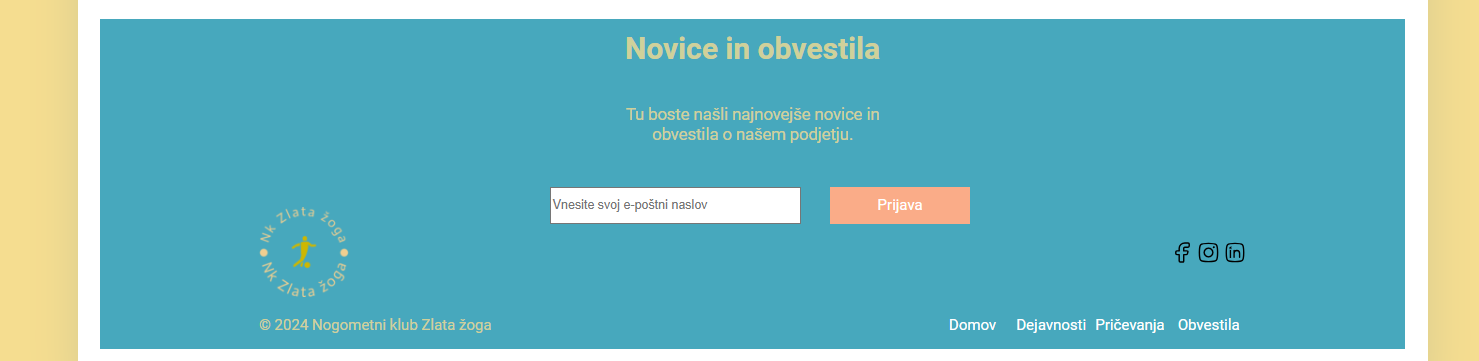 Novice in obvestila
Tu boste našli najnovejše novice in
obvestila o našem podjetju.
Vnesite svoj e-poštni naslov
Prijava
Nk Zlata žoga
Nk Zlata žoga
© 2024 Nogometni klub Zlata žoga
Domov Dejavnosti Pričevanja Obvestila